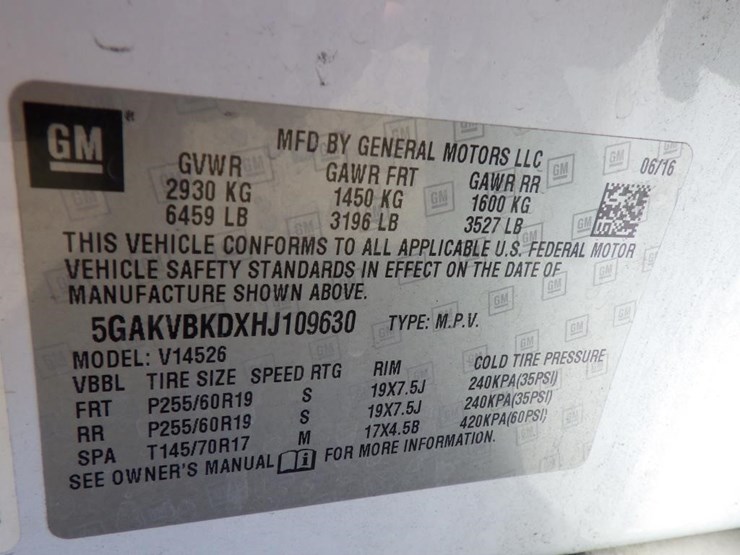 GM ®
MFD BY GENERAL MOTORS LLC 06/16
GVWR GAWR FRT GAWR RR
2930 KG 1450 KG 1600 KG
6459 LB 3196 LB 3527 LB
THIS VEHICLE CONFORMS TO ALL APPLICABLE U.S. FEDERAL MOTOR
VEHICLE SAFETY STANDARDS IN EFFECT ON THE DATE OF
MANUFACTURE SHOWN ABOVE.
5GAKVBKDXHJ109630 TYPE: M.P.V.
MODEL: V14526
VBBL TIRE SIZE SPEED RTG RIM COLD TIRE PRESSURE
FRT P255/60R19 S 19X7.5J 240KPA(35PSI)
RR P255/60R19 S 19X7.5J 240KPA(35PSI)
SPA T145/70R17 M 17X4.5B 420KPA(60PSI)
SEE OWNER'S MANUAL i FOR MORE INFORMATION.